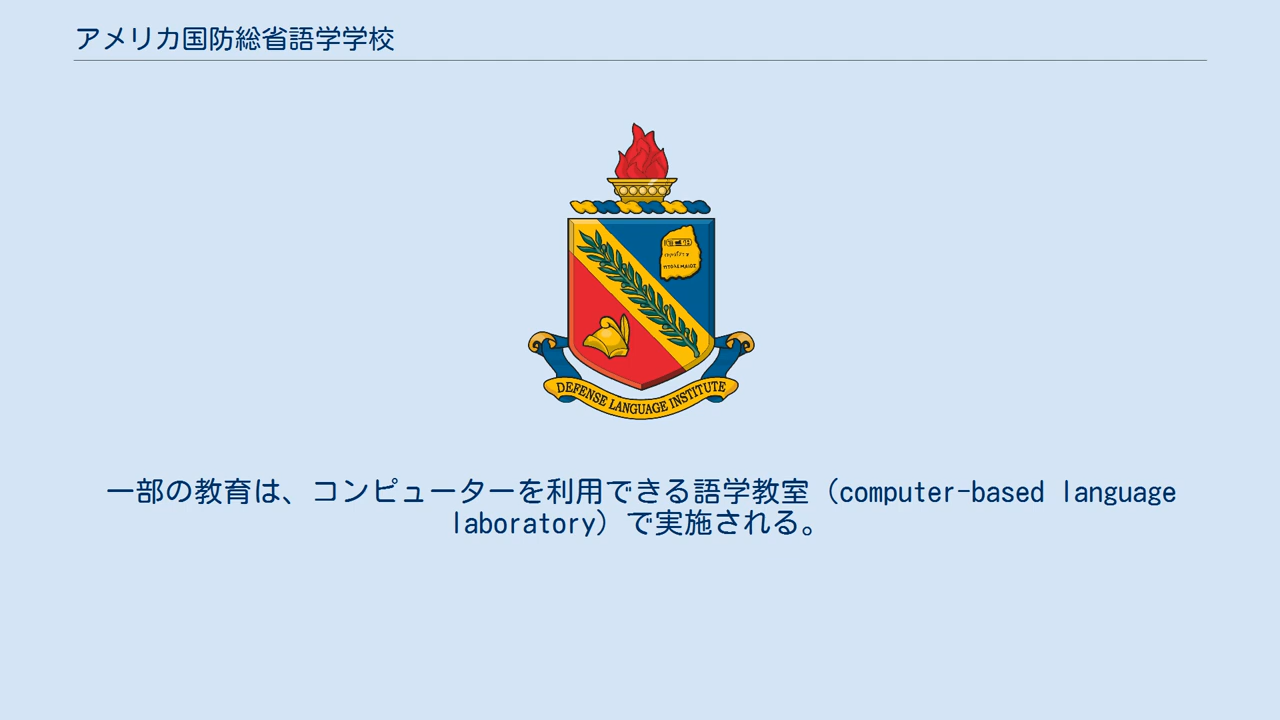 アメリカ国防総省語学学校
ΠΤΟΛΕΜΑΙΟΣ
DEFENSE LANGUAGE INSTITUTE
一部の教育は、コンピューターを利用できる語学教室（computer-based language
laboratory）で実施される。